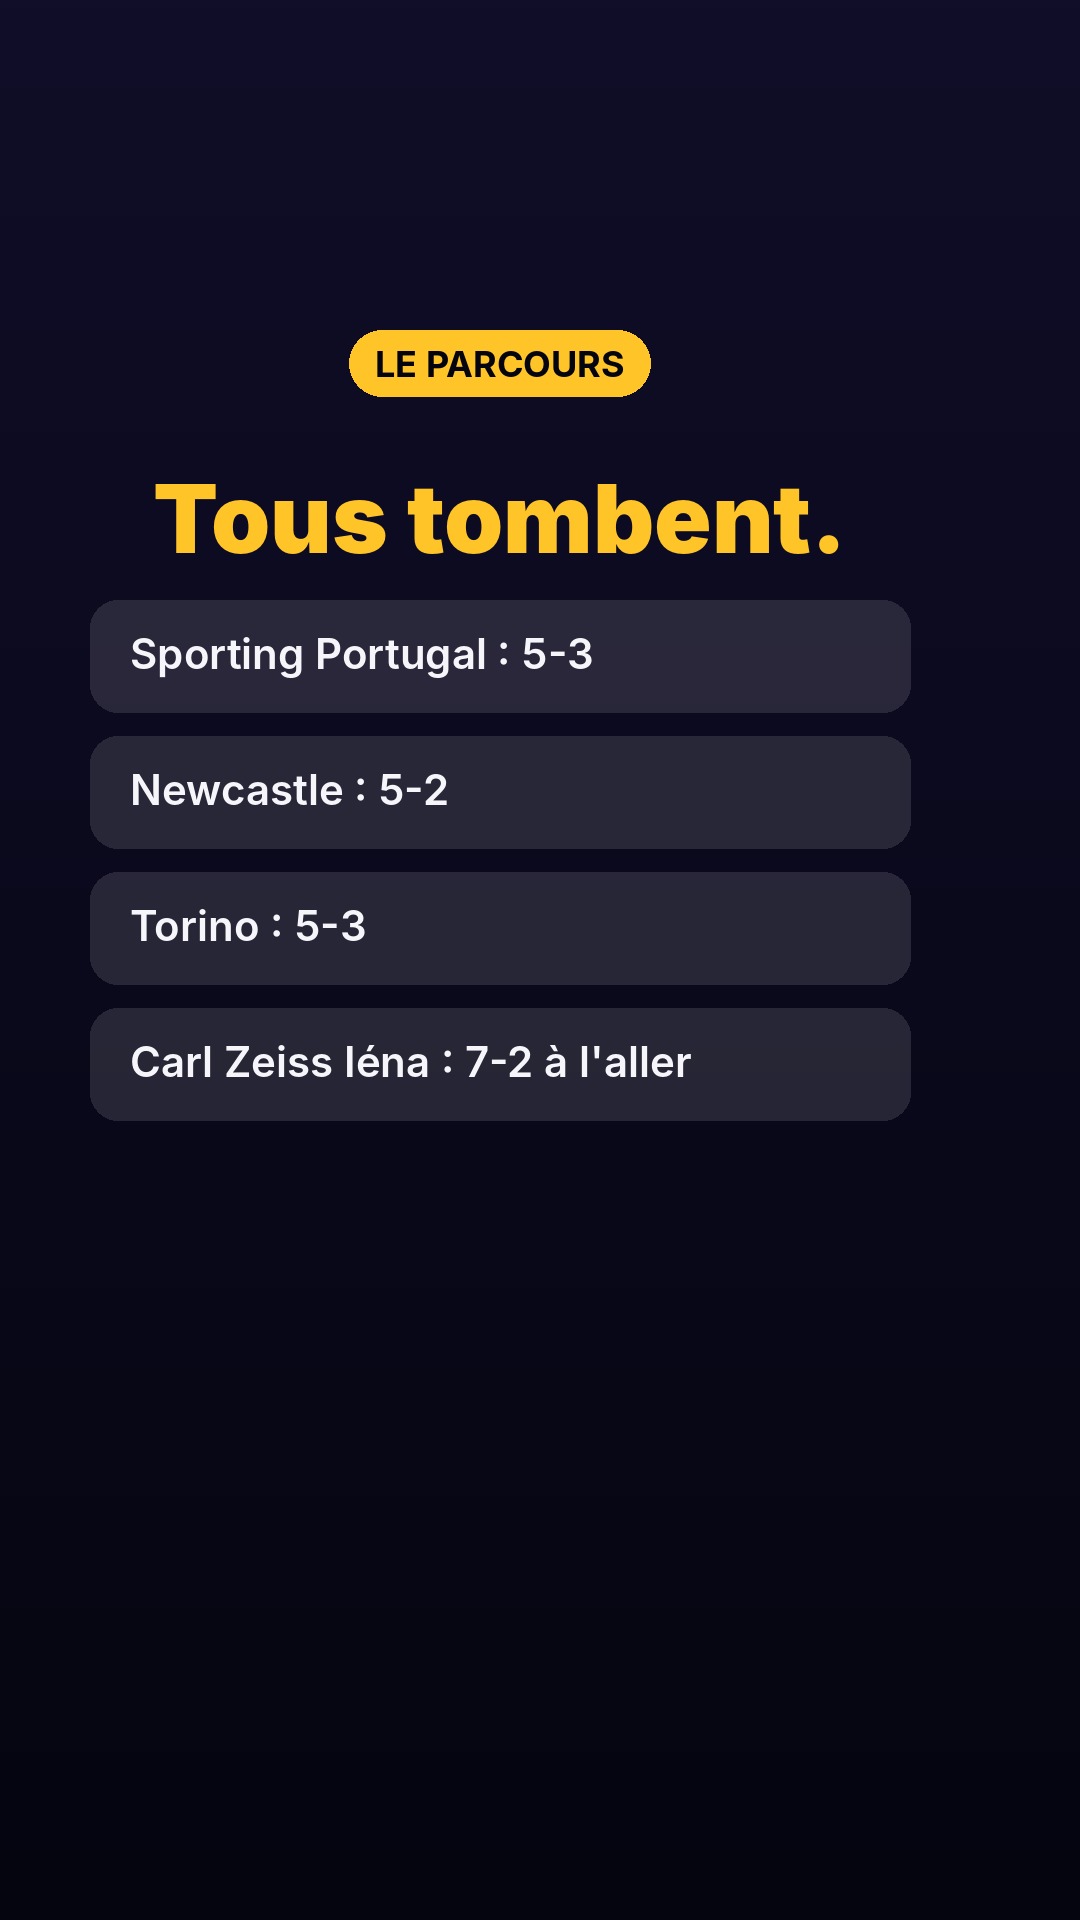 LE PARCOURS
Tous tombent.
Sporting Portugal : 5-3
Newcastle : 5-2
Torino : 5-3
Carl Zeiss Iéna : 7-2 à l'aller